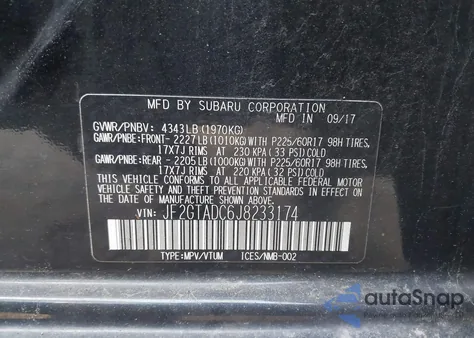 MFD BY SUBARU CORPORATION
MFD IN 09/17
GVWR/PNBV: 4343LB(1970KG)
GAWR/PNBE:FRONT- 2227LB(1010KG)WITH P225/60R17 98H TIRES,
17X7J RIMS AT 230 KPA(33 PSI)COLD
GAWR/PNBE:REAR - 2205LB(1000KG)WITH P225/60R17 98H TIRES,
17X7J RIMS AT 220 KPA(32 PSI)COLD
THIS VEHICLE CONFORMS TO ALL APPLICABLE FEDERAL
MOTOR VEHICLE SAFETY STANDARDS IN EFFECT ON THE
DATE OF MANUFACTURE SHOWN ABOVE.
VIN: JF2GTADC6J8233174
TYPE:MPV/VTUM ICES/NMB-002
autoSnap